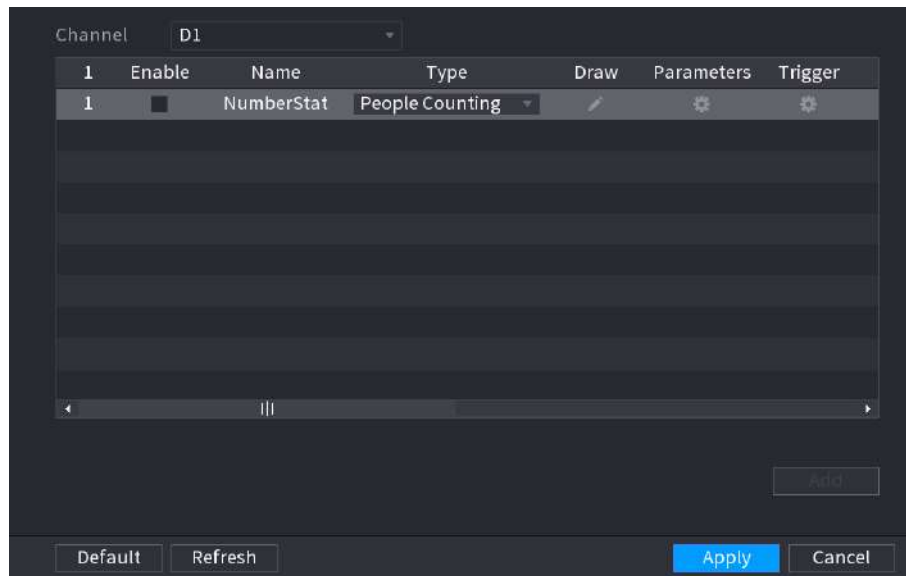 Channel D1
1 Enable Name Type Draw Parameters Trigger
1 NumberStat People Counting
Add
Default Refresh Apply Cancel